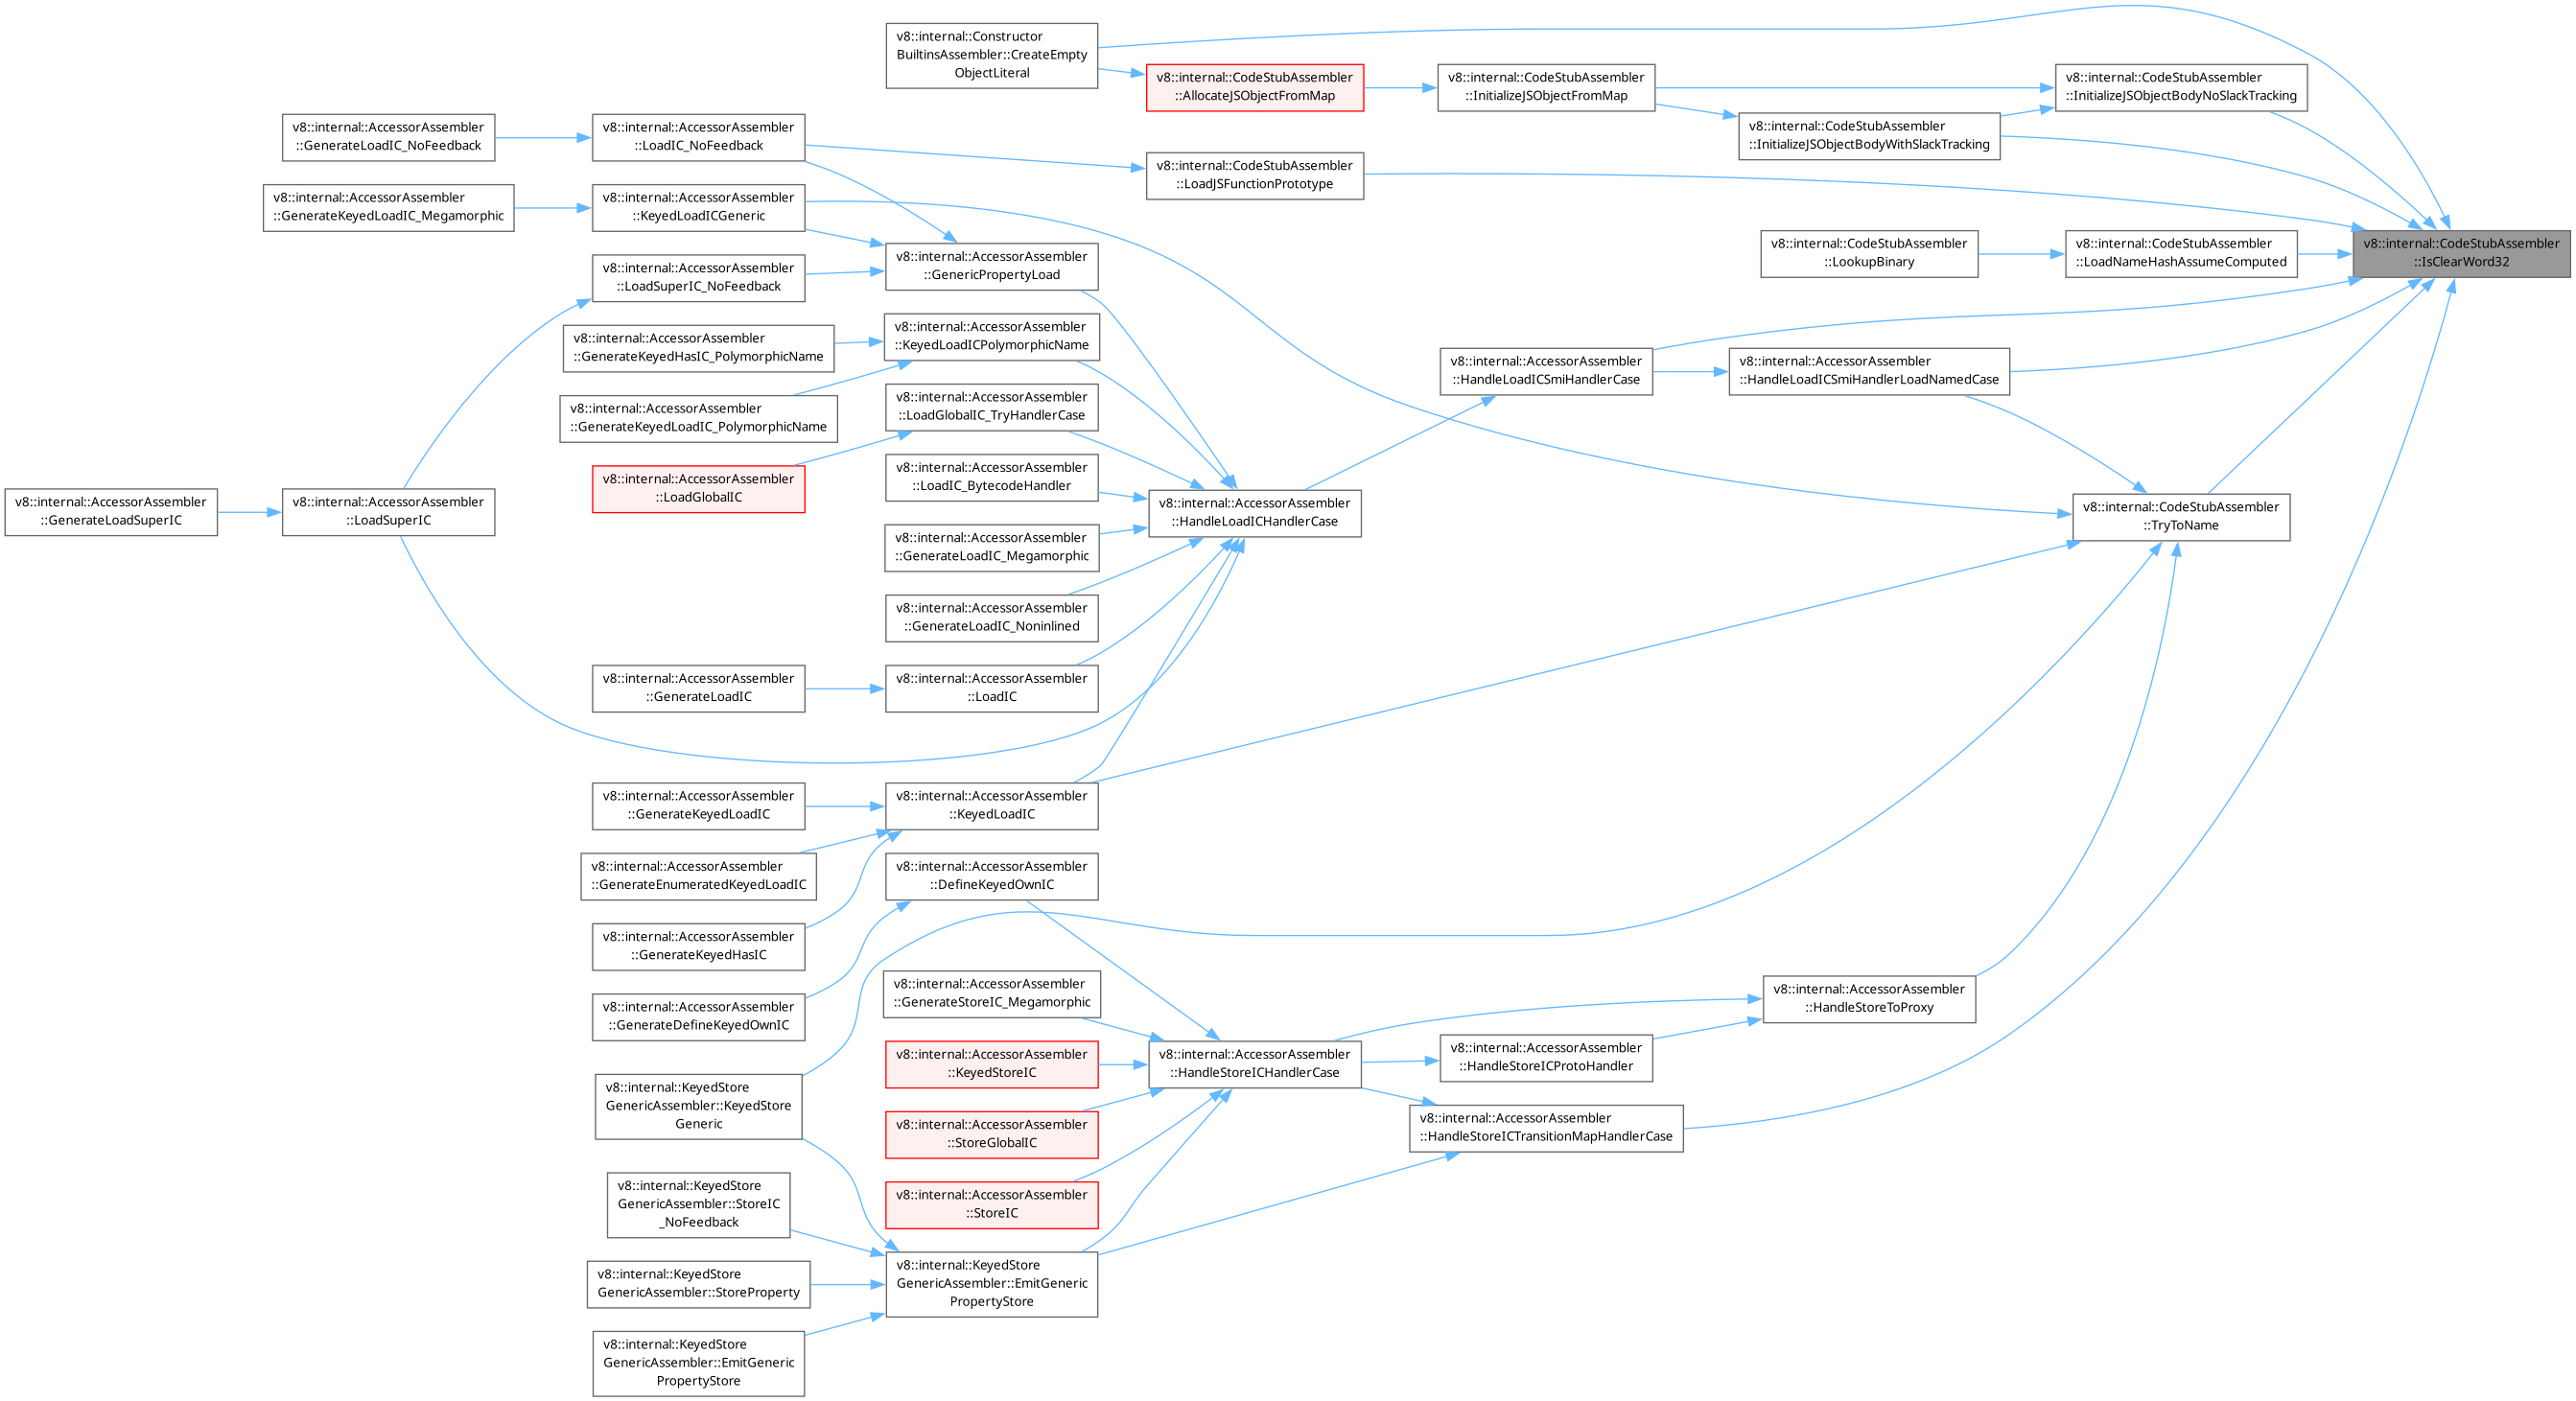 v8::internal::Constructor
BuiltinsAssembler::CreateEmpty
ObjectLiteral
v8::internal::CodeStubAssembler
::AllocateJSObjectFromMap
v8::internal::CodeStubAssembler
::InitializeJSObjectFromMap
v8::internal::CodeStubAssembler
::InitializeJSObjectBodyNoSlackTracking
v8::internal::CodeStubAssembler
::InitializeJSObjectBodyWithSlackTracking
v8::internal::AccessorAssembler
::GenerateLoadIC_NoFeedback
v8::internal::AccessorAssembler
::LoadIC_NoFeedback
v8::internal::CodeStubAssembler
::LoadJSFunctionPrototype
v8::internal::AccessorAssembler
::GenerateKeyedLoadIC_Megamorphic
v8::internal::AccessorAssembler
::KeyedLoadICGeneric
v8::internal::AccessorAssembler
::GenericPropertyLoad
v8::internal::CodeStubAssembler
::LookupBinary
v8::internal::CodeStubAssembler
::LoadNameHashAssumeComputed
v8::internal::CodeStubAssembler
::IsClearWord32
v8::internal::AccessorAssembler
::LoadSuperIC_NoFeedback
v8::internal::AccessorAssembler
::GenerateKeyedHasIC_PolymorphicName
v8::internal::AccessorAssembler
::KeyedLoadICPolymorphicName
v8::internal::AccessorAssembler
::HandleLoadICSmiHandlerCase
v8::internal::AccessorAssembler
::HandleLoadICSmiHandlerLoadNamedCase
v8::internal::AccessorAssembler
::GenerateKeyedLoadIC_PolymorphicName
v8::internal::AccessorAssembler
::LoadGlobalIC_TryHandlerCase
v8::internal::AccessorAssembler
::LoadGlobalIC
v8::internal::AccessorAssembler
::LoadIC_BytecodeHandler
v8::internal::AccessorAssembler
::GenerateLoadSuperIC
v8::internal::AccessorAssembler
::LoadSuperIC
v8::internal::AccessorAssembler
::HandleLoadICHandlerCase
v8::internal::CodeStubAssembler
::TryToName
v8::internal::AccessorAssembler
::GenerateLoadIC_Megamorphic
v8::internal::AccessorAssembler
::GenerateLoadIC_Noninlined
v8::internal::AccessorAssembler
::GenerateLoadIC
v8::internal::AccessorAssembler
::LoadIC
v8::internal::AccessorAssembler
::GenerateKeyedLoadIC
v8::internal::AccessorAssembler
::KeyedLoadIC
v8::internal::AccessorAssembler
::GenerateEnumeratedKeyedLoadIC
v8::internal::AccessorAssembler
::DefineKeyedOwnIC
v8::internal::AccessorAssembler
::GenerateKeyedHasIC
v8::internal::AccessorAssembler
::GenerateDefineKeyedOwnIC
v8::internal::AccessorAssembler
::GenerateStoreIC_Megamorphic
v8::internal::AccessorAssembler
::HandleStoreToProxy
v8::internal::AccessorAssembler
::KeyedStoreIC
v8::internal::AccessorAssembler
::HandleStoreICHandlerCase
v8::internal::AccessorAssembler
::HandleStoreICProtoHandler
v8::internal::KeyedStore
GenericAssembler::KeyedStore
Generic
v8::internal::AccessorAssembler
::StoreGlobalIC
v8::internal::AccessorAssembler
::HandleStoreICTransitionMapHandlerCase
v8::internal::KeyedStore
GenericAssembler::StoreIC
_NoFeedback
v8::internal::AccessorAssembler
::StoreIC
v8::internal::KeyedStore
GenericAssembler::StoreProperty
v8::internal::KeyedStore
GenericAssembler::EmitGeneric
PropertyStore
v8::internal::KeyedStore
GenericAssembler::EmitGeneric
PropertyStore